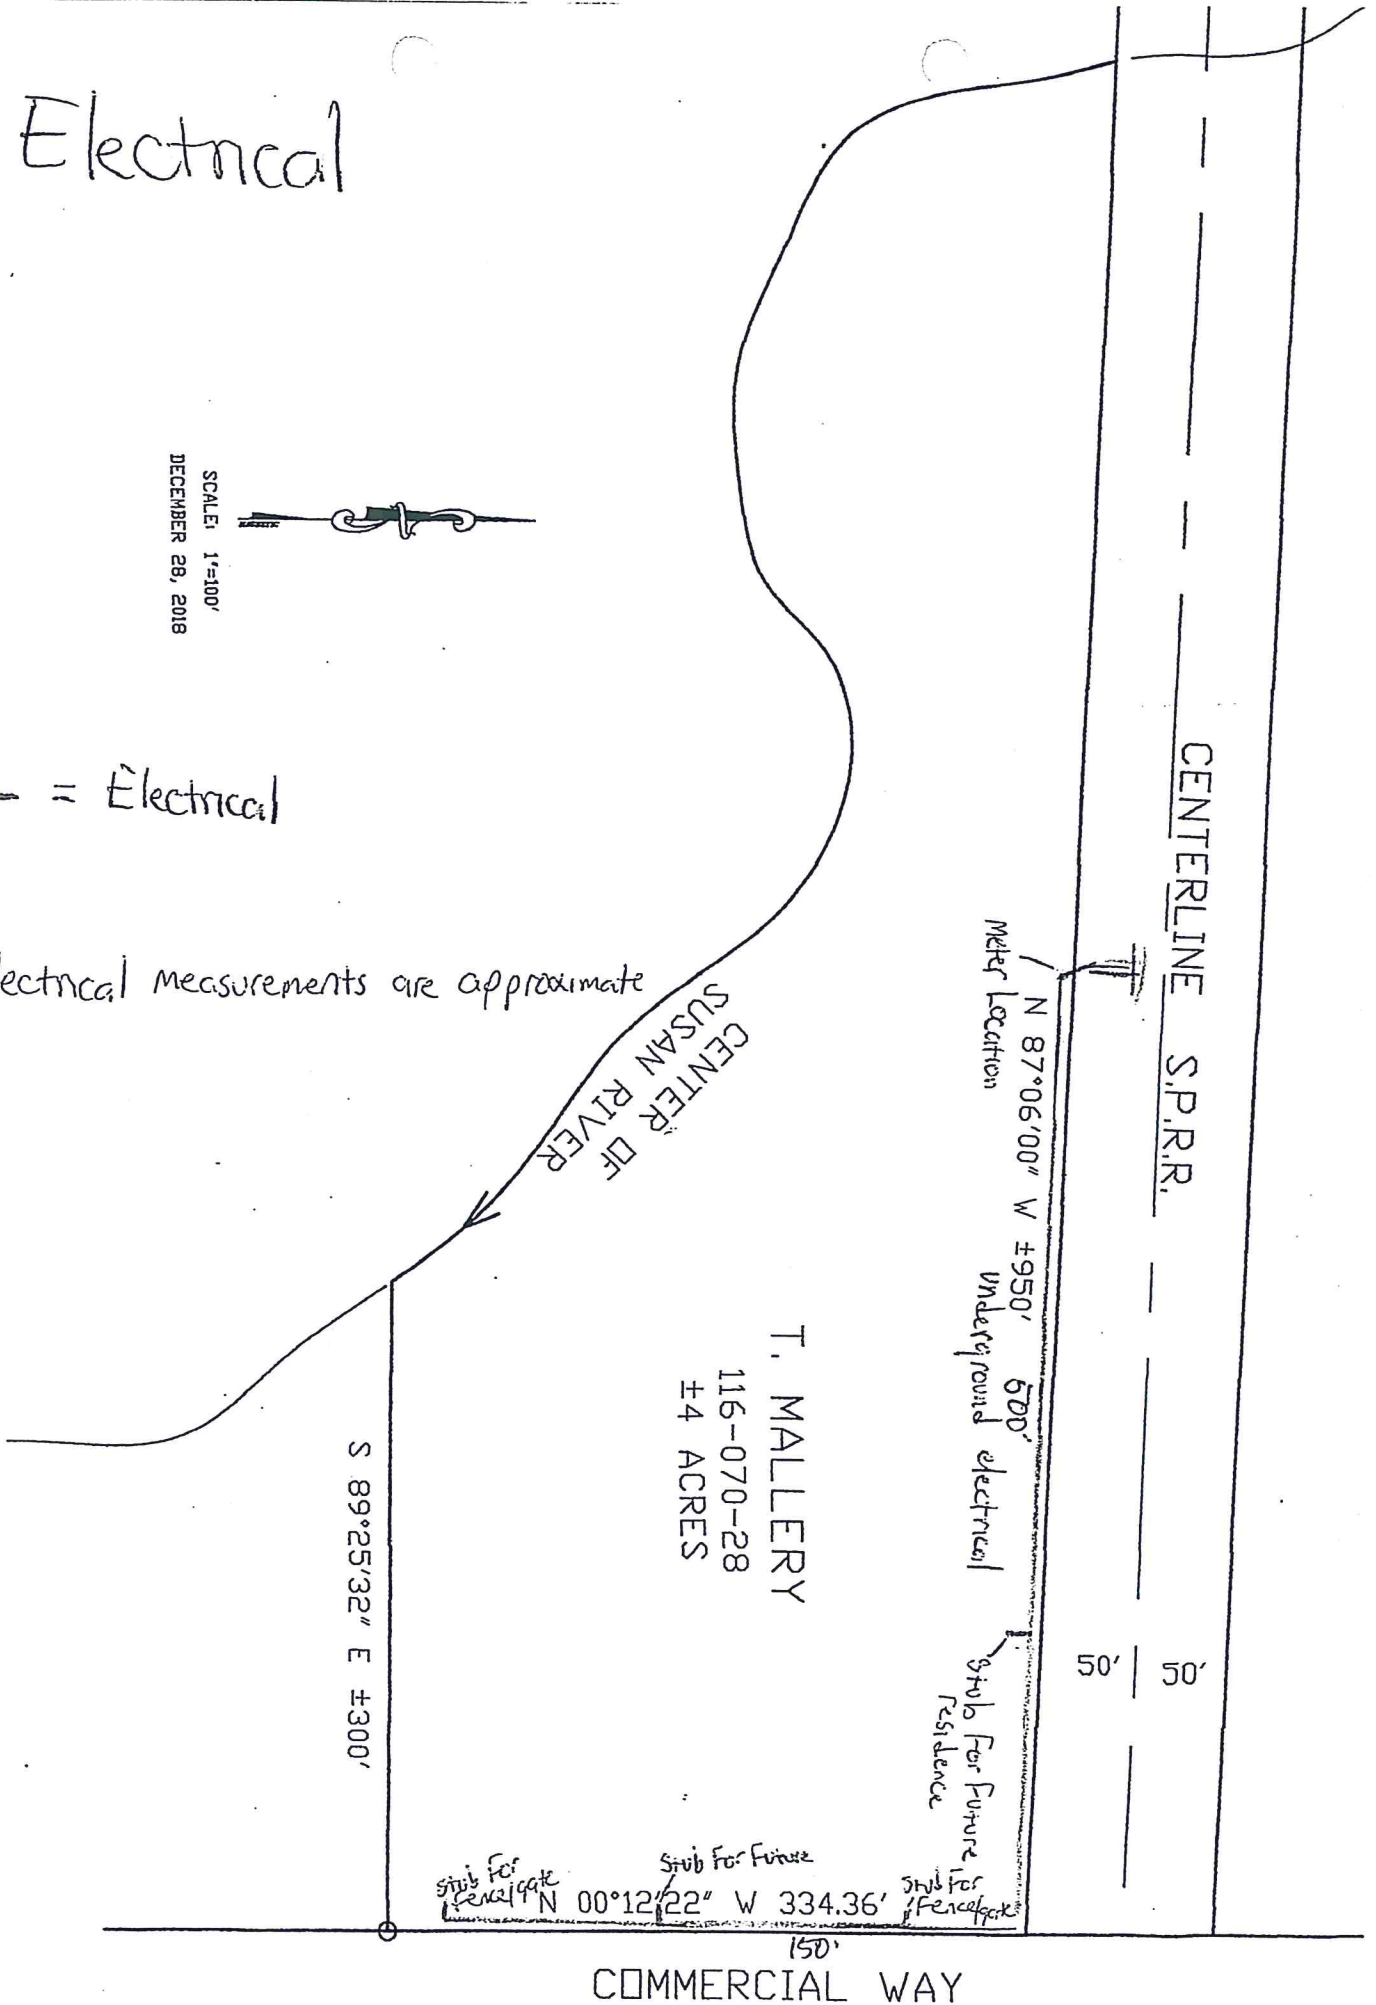 Electrical
SCALE: 1"=100'
DECEMBER 28, 2018
= Electrical
ectrical measurements are approximate
CENTER OF
SUSAN RIVER
CENTERLINE S.P.R.R.
Meter Location
N 87°06'00" W ±950'
600'
underground electrical
T. MALLERY
116-070-28
±4 ACRES
50' 50'
Stub For Future
residence
S 89°25'32" E ±300'
Stub For
Fence/gate
Stub For Future
Stub For
Fence/gate
N 00°12'22" W 334.36'
150'
COMMERCIAL WAY